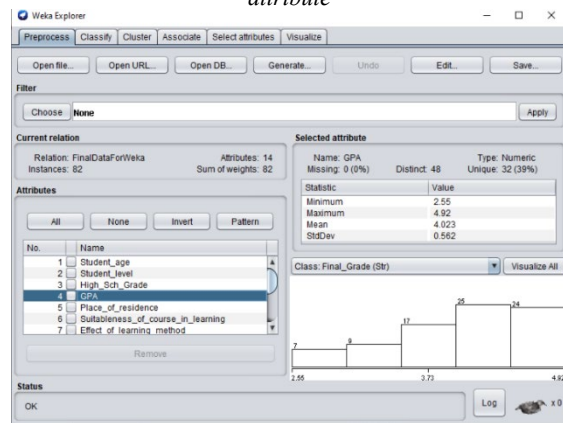 attribute
Weka Explorer
Preprocess Classify Cluster Associate Select attributes Visualize
Open file... Open URL... Open DB... Generate... Undo Edit... Save...
Filter
Choose None Apply
Current relation
Relation: FinalDataForWeka Attributes: 14
Instances: 82 Sum of weights: 82
Attributes
All None Invert Pattern
No. Name
1 Student_age
2 Student_level
3 High_Sch_Grade
4 GPA
5 Place_of_residence
6 Suitableness_of_course_in_learning
7 Effect_of_learning_method
Remove
Selected attribute
Name: GPA Type: Numeric
Missing: 0 (0%) Distinct: 48 Unique: 32 (39%)
Statistic Value
Minimum 2.55
Maximum 4.92
Mean 4.023
StdDev 0.562
Class: Final_Grade (Str) Visualize All
7 9 17 25 24
2.55 3.73 4.92
Status
OK Log x 0